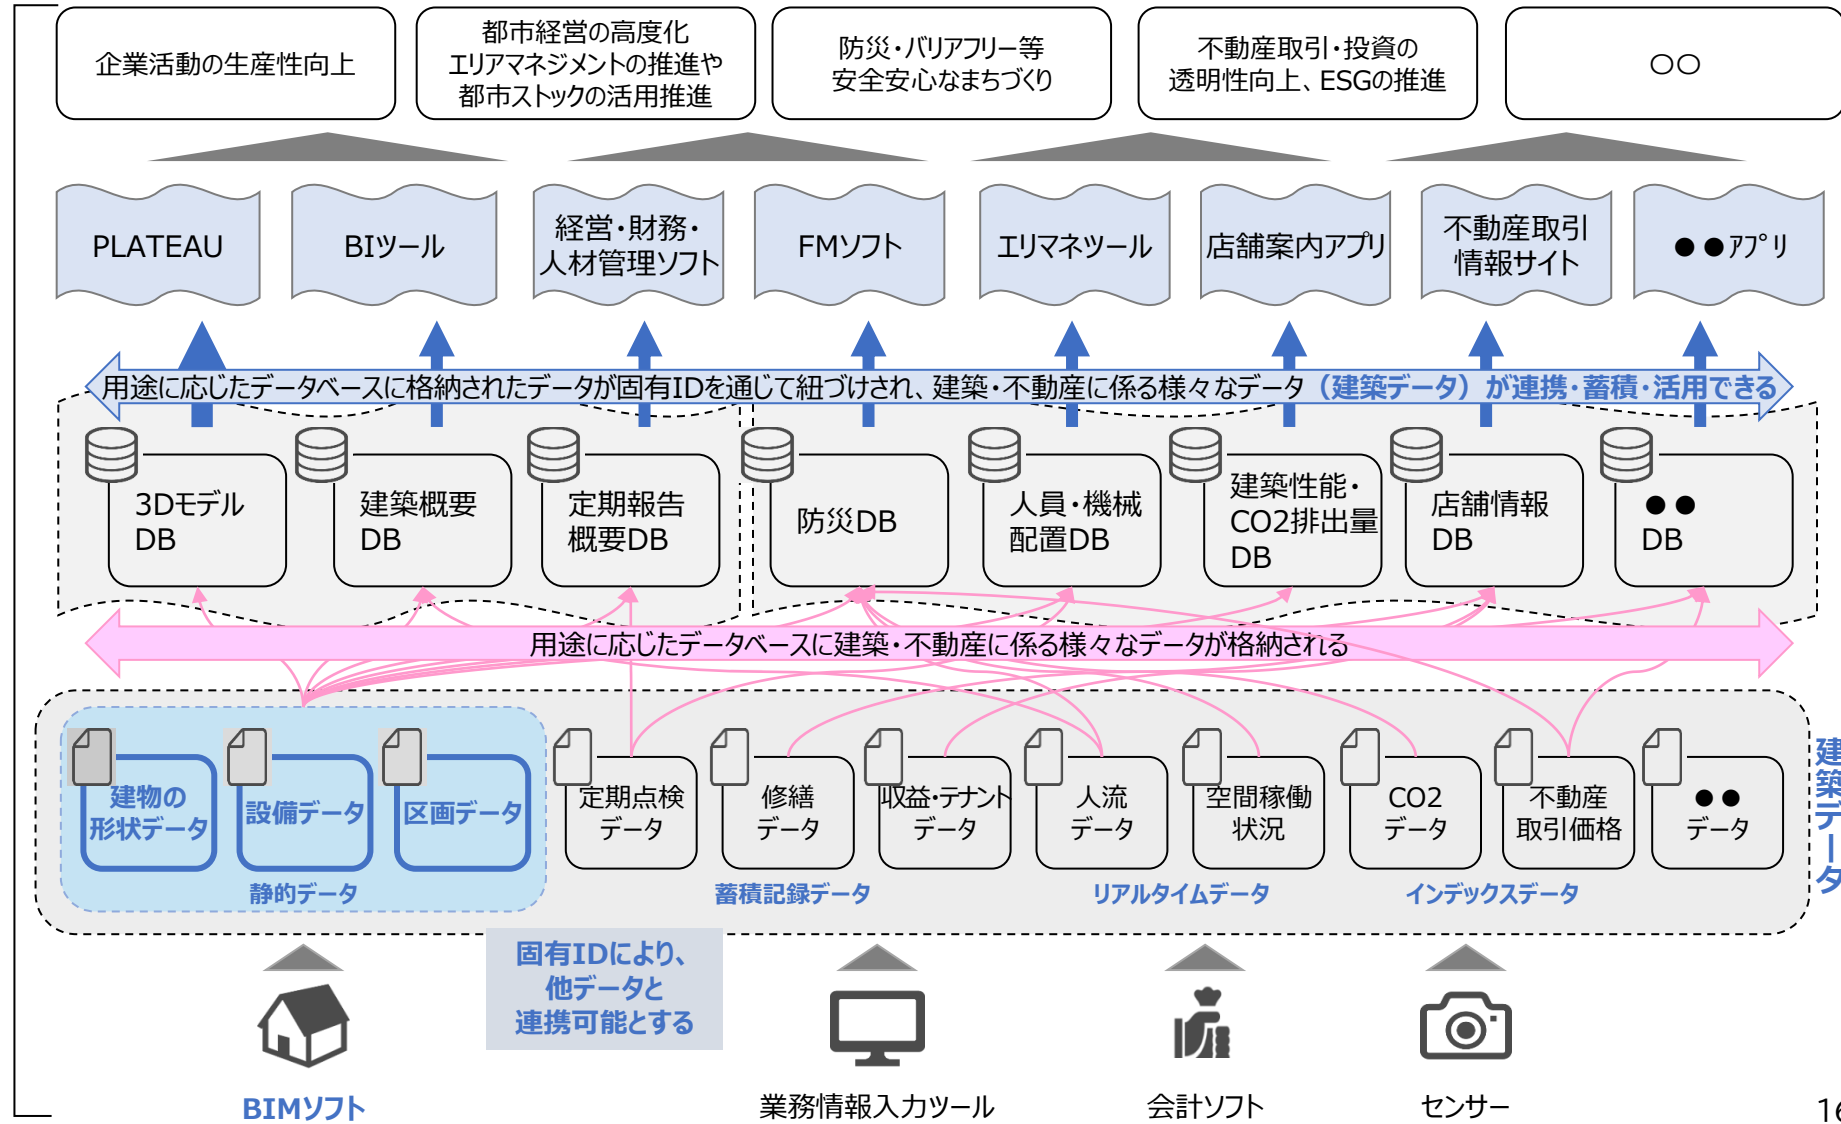 企業活動の生産性向上
都市経営の高度化
エリアマネジメントの推進や
都市ストックの活用推進
防災・バリアフリー等
安全安心なまちづくり
不動産取引・投資の
透明性向上、ESGの推進
○○
PLATEAU
BIツール
経営・財務・
人材管理ソフト
FMソフト
エリマネツール
店舗案内アプリ
不動産取引
情報サイト
●●アプリ
用途に応じたデータベースに格納されたデータが固有IDを通じて紐づけされ、建築・不動産に係る様々なデータ（建築データ）が連携・蓄積・活用できる
3Dモデル
DB
建築概要
DB
定期報告
概要DB
防災DB
人員・機械
配置DB
建築性能・
CO2排出量
DB
店舗情報
DB
●●
DB
用途に応じたデータベースに建築・不動産に係る様々なデータが格納される
建物の
形状データ
設備データ
区画データ
定期点検
データ
修繕
データ
収益・テナント
データ
人流
データ
空間稼働
状況
CO2
データ
不動産
取引価格
●●
データ
建築データ
静的データ
蓄積記録データ
リアルタイムデータ
インデックスデータ
固有IDにより、
他データと
連携可能とする
BIMソフト
業務情報入力ツール
会計ソフト
センサー
16